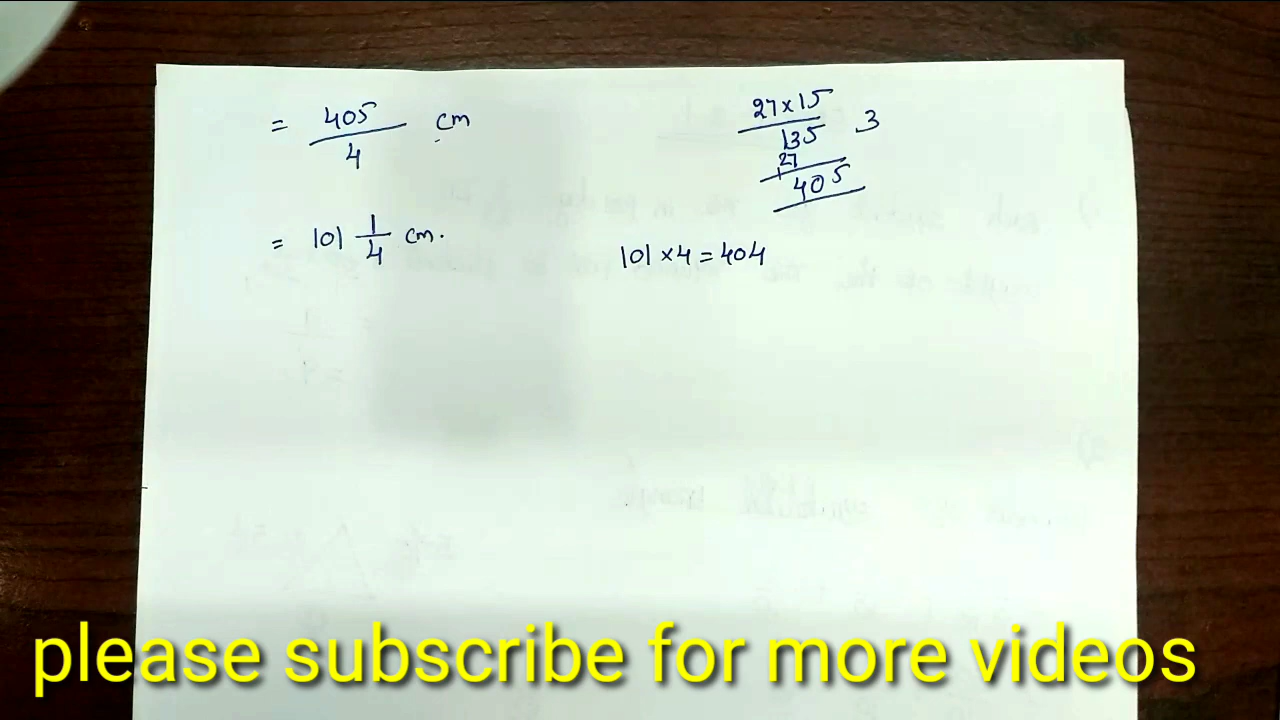 = 405/4 cm
27×15
135 3
27
405
= 101 1/4 cm.
101×4=404
please subscribe for more videos